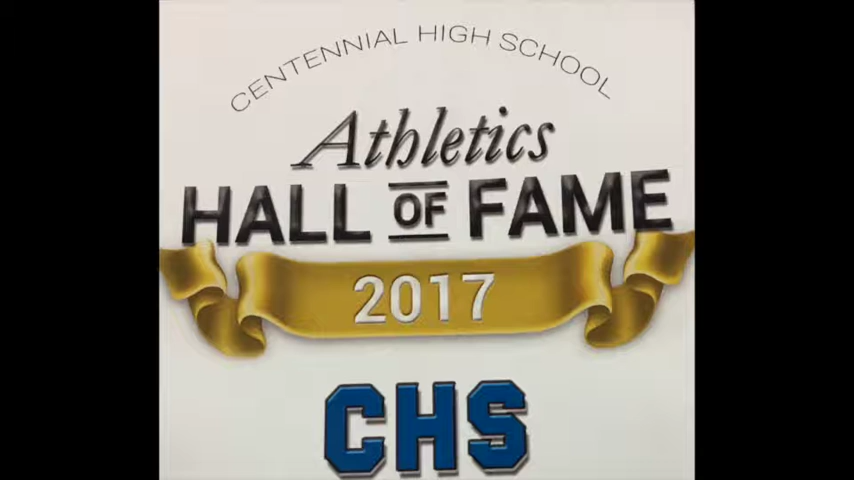 CENTENNIAL HIGH SCHOOL
Athletics
HALL OF FAME
2017
CHS